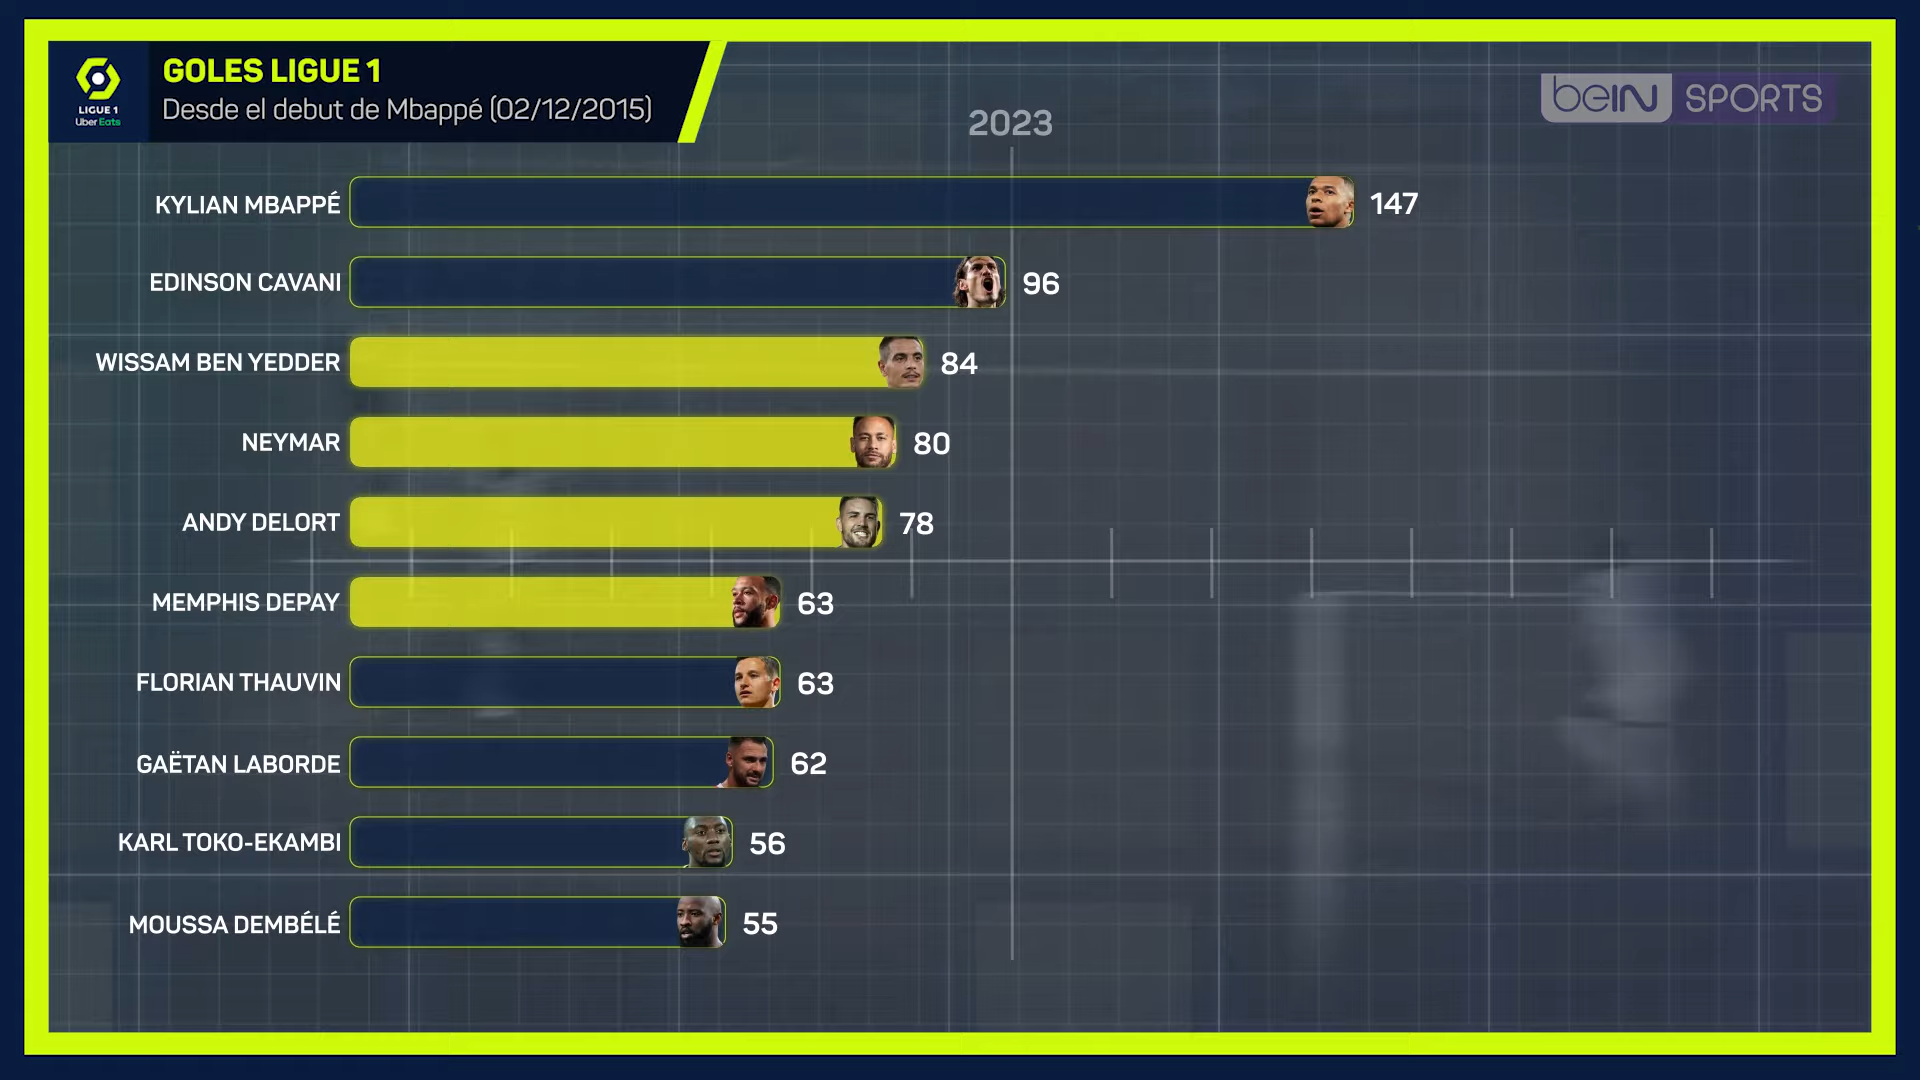 GOLES LIGUE 1
Desde el debut de Mbappé (02/12/2015)
LIGUE 1
Uber Eats
beIN SPORTS
2023
KYLIAN MBAPPÉ 147
EDINSON CAVANI 96
WISSAM BEN YEDDER 84
NEYMAR 80
ANDY DELORT 78
MEMPHIS DEPAY 63
FLORIAN THAUVIN 63
GAËTAN LABORDE 62
KARL TOKO-EKAMBI 56
MOUSSA DEMBÉLÉ 55